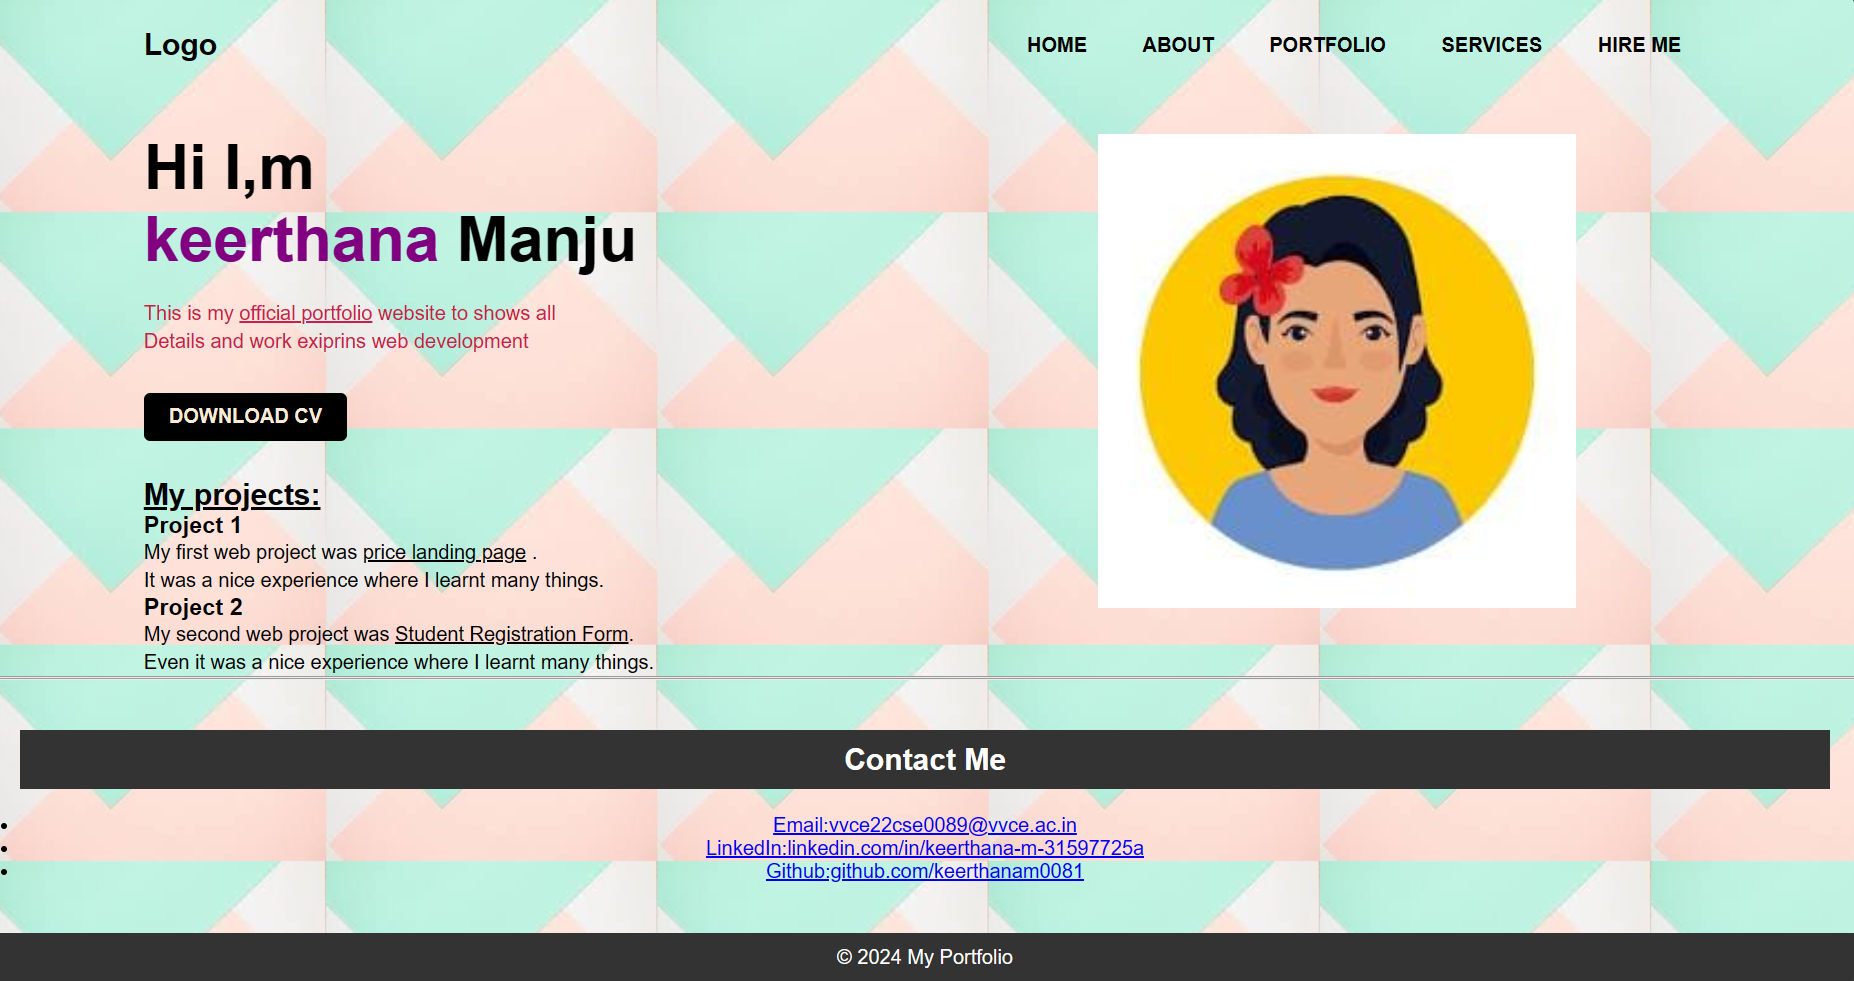 Logo
HOME ABOUT PORTFOLIO SERVICES HIRE ME
Hi I,m
keerthana Manju
This is my official portfolio website to shows all
Details and work exiprins web development
DOWNLOAD CV
My projects:
Project 1
My first web project was price landing page .
It was a nice experience where I learnt many things.
Project 2
My second web project was Student Registration Form.
Even it was a nice experience where I learnt many things.
Contact Me
Email:vvce22cse0089@vvce.ac.in
LinkedIn:linkedin.com/in/keerthana-m-31597725a
Github:github.com/keerthanam0081
© 2024 My Portfolio